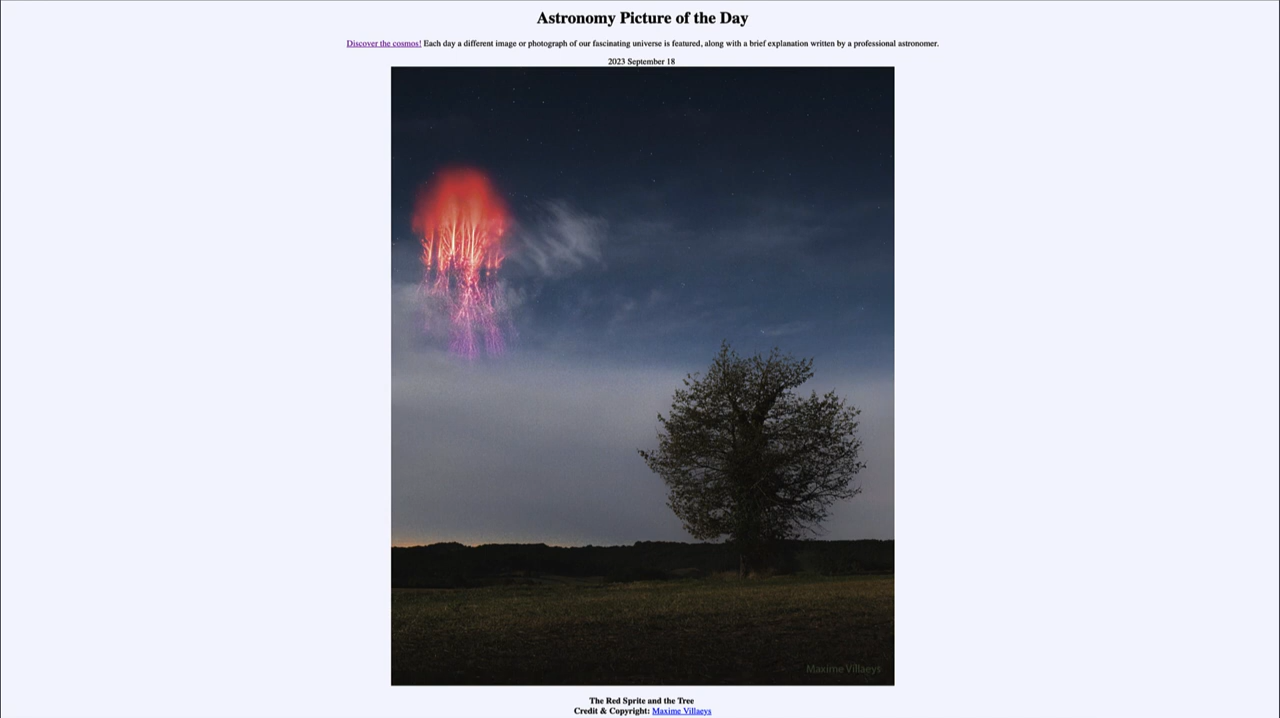 Astronomy Picture of the Day
Discover the cosmos! Each day a different image or photograph of our fascinating universe is featured, along with a brief explanation written by a professional astronomer.
2023 September 18
Maxime Villaeys
The Red Sprite and the Tree
Credit & Copyright: Maxime Villaeys